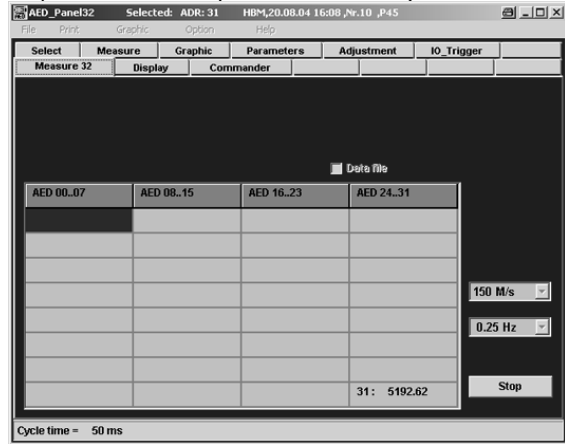 AED_Panel32 Selected: ADR: 31 HBM,20.08.04 16:08 ,Nr.10 ,P45
File Print Graphic Option Help
Select Measure Graphic Parameters Adjustment IO_Trigger
Measure 32 Display Commander
Data file
AED 00..07 AED 08..15 AED 16..23 AED 24..31
150 M/s
0.25 Hz
31: 5192.62 Stop
Cycle time = 50 ms